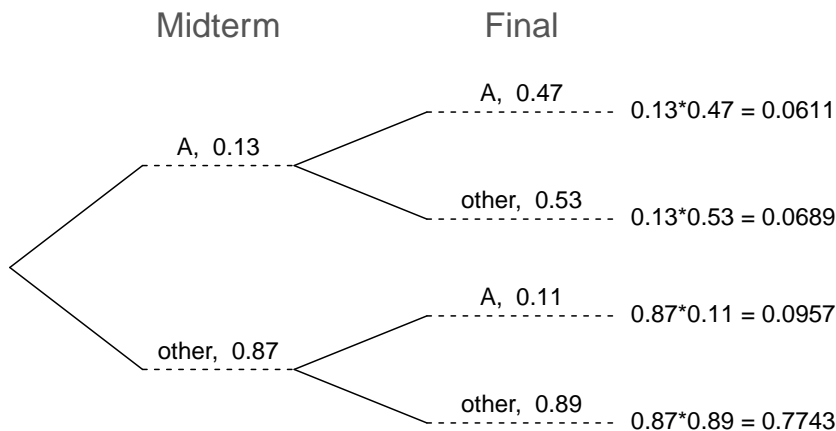 Midterm Final
A, 0.47 0.13*0.47 = 0.0611
A, 0.13
other, 0.53 0.13*0.53 = 0.0689
A, 0.11 0.87*0.11 = 0.0957
other, 0.87
other, 0.89 0.87*0.89 = 0.7743